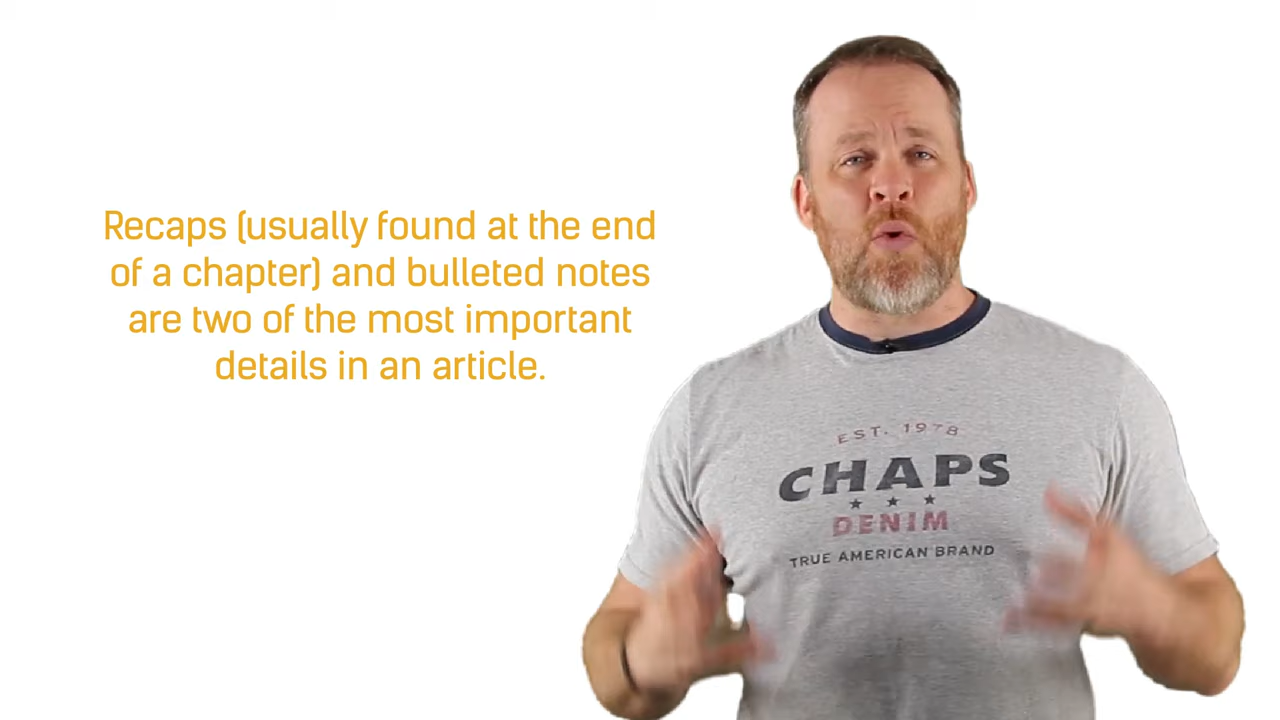 Recaps (usually found at the end
of a chapter) and bulleted notes
are two of the most important
details in an article.
EST. 1978
CHAPS
DENIM
TRUE AMERICAN BRAND